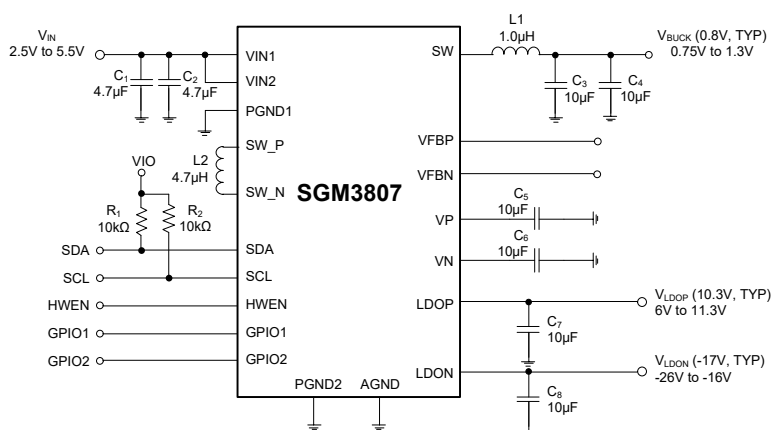 V_IN
2.5V to 5.5V
C1
4.7µF
C2
4.7µF
VIN1
VIN2
PGND1
SW_P
L2
4.7µH
SW_N
VIO
R1
10kΩ
R2
10kΩ
SDA
SCL
HWEN
GPIO1
GPIO2
SDA
SCL
HWEN
GPIO1
GPIO2
SGM3807
PGND2
AGND
SW
VFBP
VFBN
VP
VN
LDOP
LDON
L1
1.0µH
V_BUCK (0.8V, TYP)
0.75V to 1.3V
C3
10µF
C4
10µF
C5
10µF
C6
10µF
V_LDOP (10.3V, TYP)
6V to 11.3V
C7
10µF
V_LDON (-17V, TYP)
-26V to -16V
C8
10µF